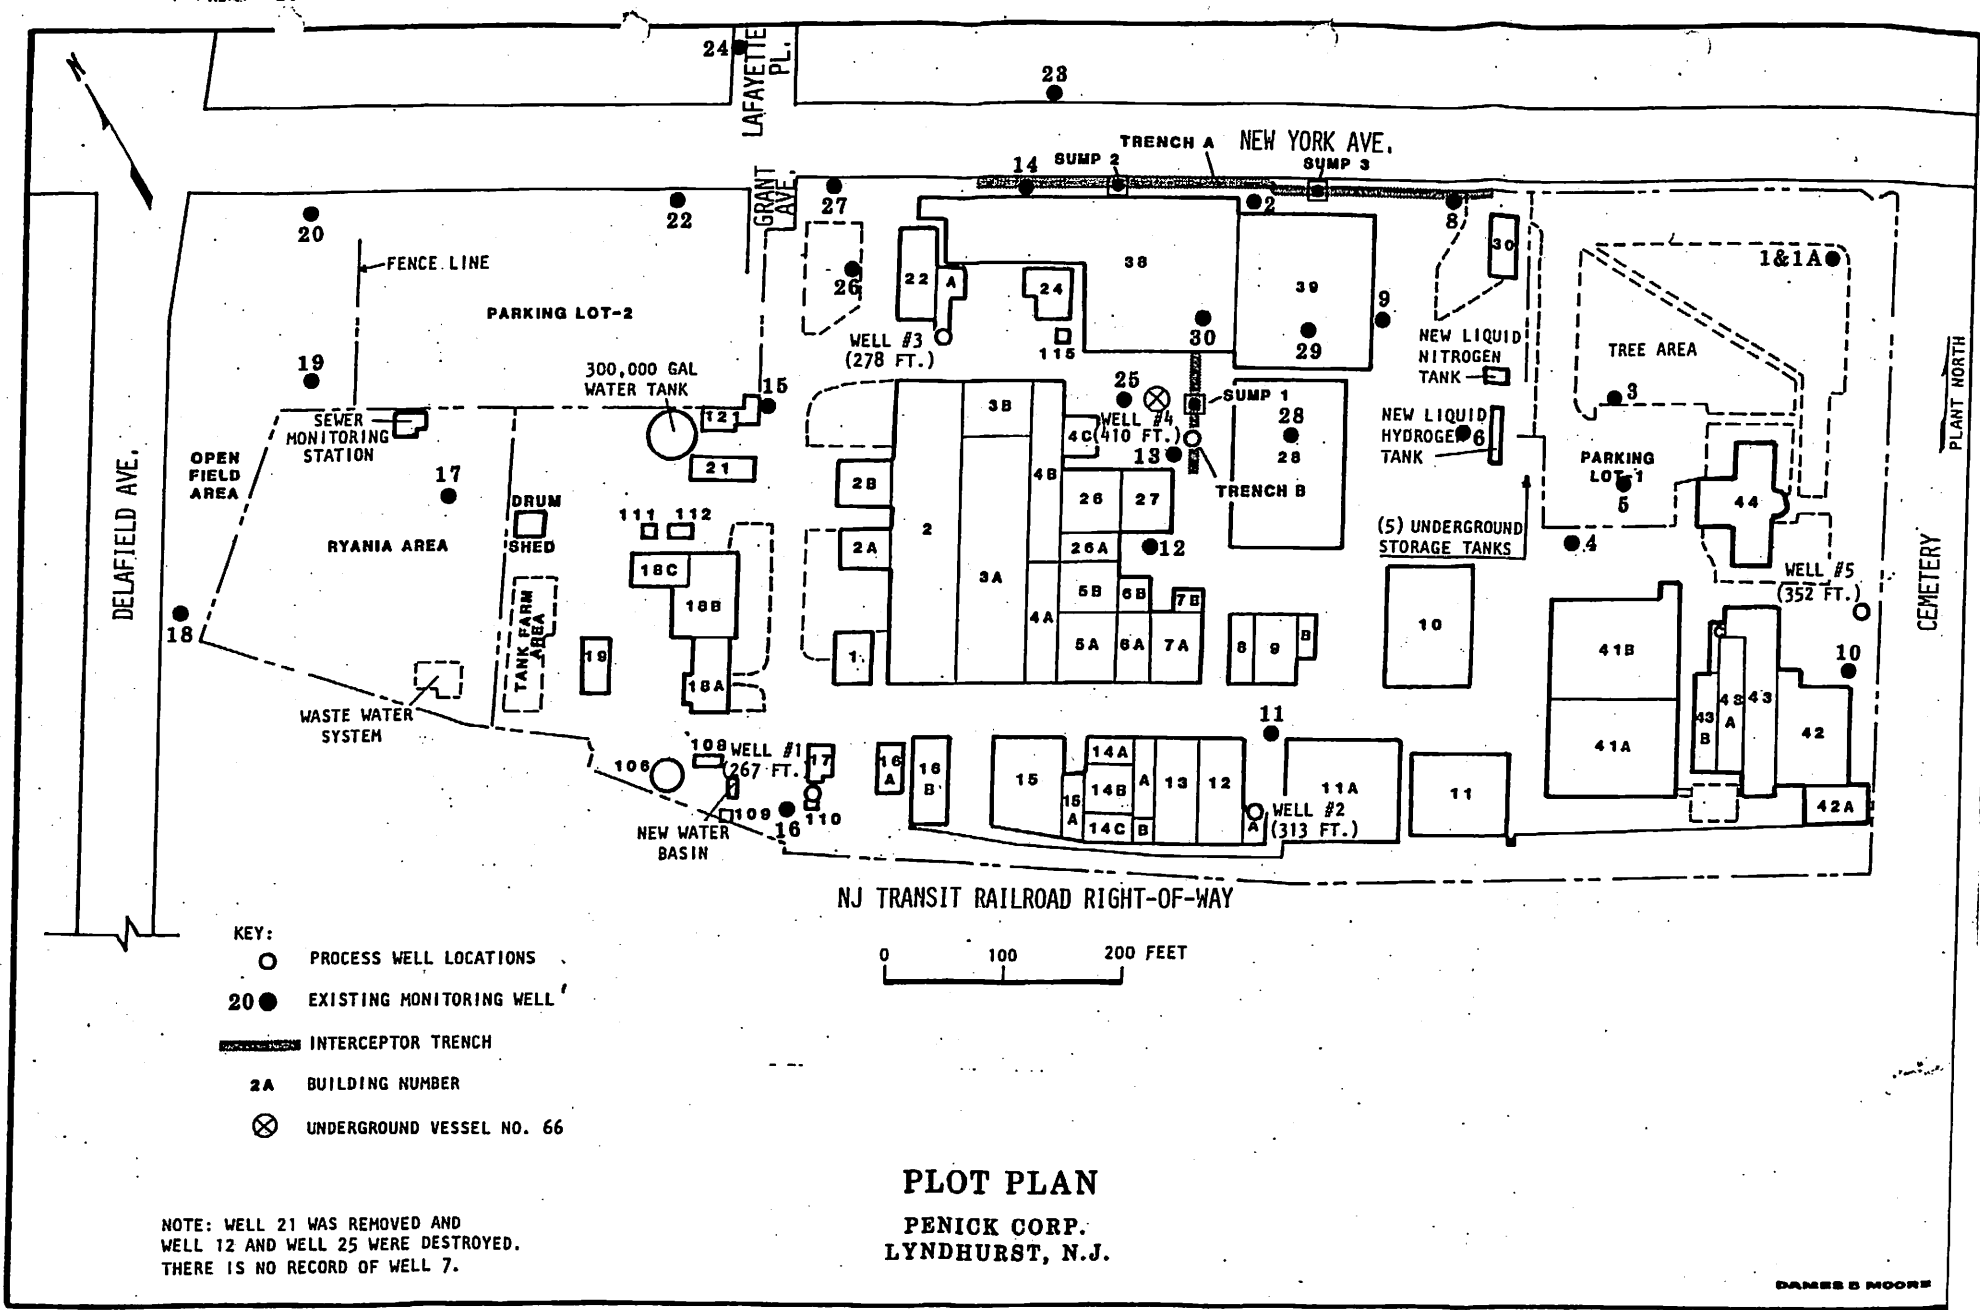 24
LAFAYETTE
PL.
23
TRENCH A
NEW YORK AVE.
SUMP 2
SUMP 3
14
GRANT
AVE.
20
22
27
2
8
30
1&1A
FENCE LINE
26
22
A
24
38
39
9
PARKING LOT-2
WELL #3
(278 FT.)
115
30
29
NEW LIQUID
NITROGEN
TANK
TREE AREA
PLANT NORTH
19
300,000 GAL
WATER TANK
15
25
SUMP 1
3
SEWER
MONITORING
STATION
121
3B
4C
WELL #4
(410 FT.)
28
28
NEW LIQUID
HYDROGEN
TANK
6
OPEN
FIELD
AREA
21
4B
13
TRENCH B
PARKING
LOT-1
5
44
17
DRUM
SHED
2B
2
26
27
(5) UNDERGROUND
STORAGE TANKS
DELAFIELD AVE.
RYANIA AREA
111
112
2A
3A
26A
12
4
WELL #5
(352 FT.)
CEMETERY
18C
18B
5B
6B
7B
18
TANK FARM
AREA
19
18A
1
4A
5A
6A
7A
8
9
B
10
41B
C
10
WASTE WATER
SYSTEM
11
43
B
43
A
43
42
106
108
WELL #1
(267 FT.)
17
16
A
16
B
15
14A
14B
14C
15
A
A
B
13
12
A
WELL #2
(313 FT.)
11A
11
41A
42A
109
NEW WATER
BASIN
16
110
NJ TRANSIT RAILROAD RIGHT-OF-WAY
KEY:
PROCESS WELL LOCATIONS
20 EXISTING MONITORING WELL
INTERCEPTOR TRENCH
2A BUILDING NUMBER
UNDERGROUND VESSEL NO. 66
0 100 200 FEET
PLOT PLAN
PENICK CORP.
LYNDHURST, N.J.
NOTE: WELL 21 WAS REMOVED AND
WELL 12 AND WELL 25 WERE DESTROYED.
THERE IS NO RECORD OF WELL 7.
DAMES & MOORE